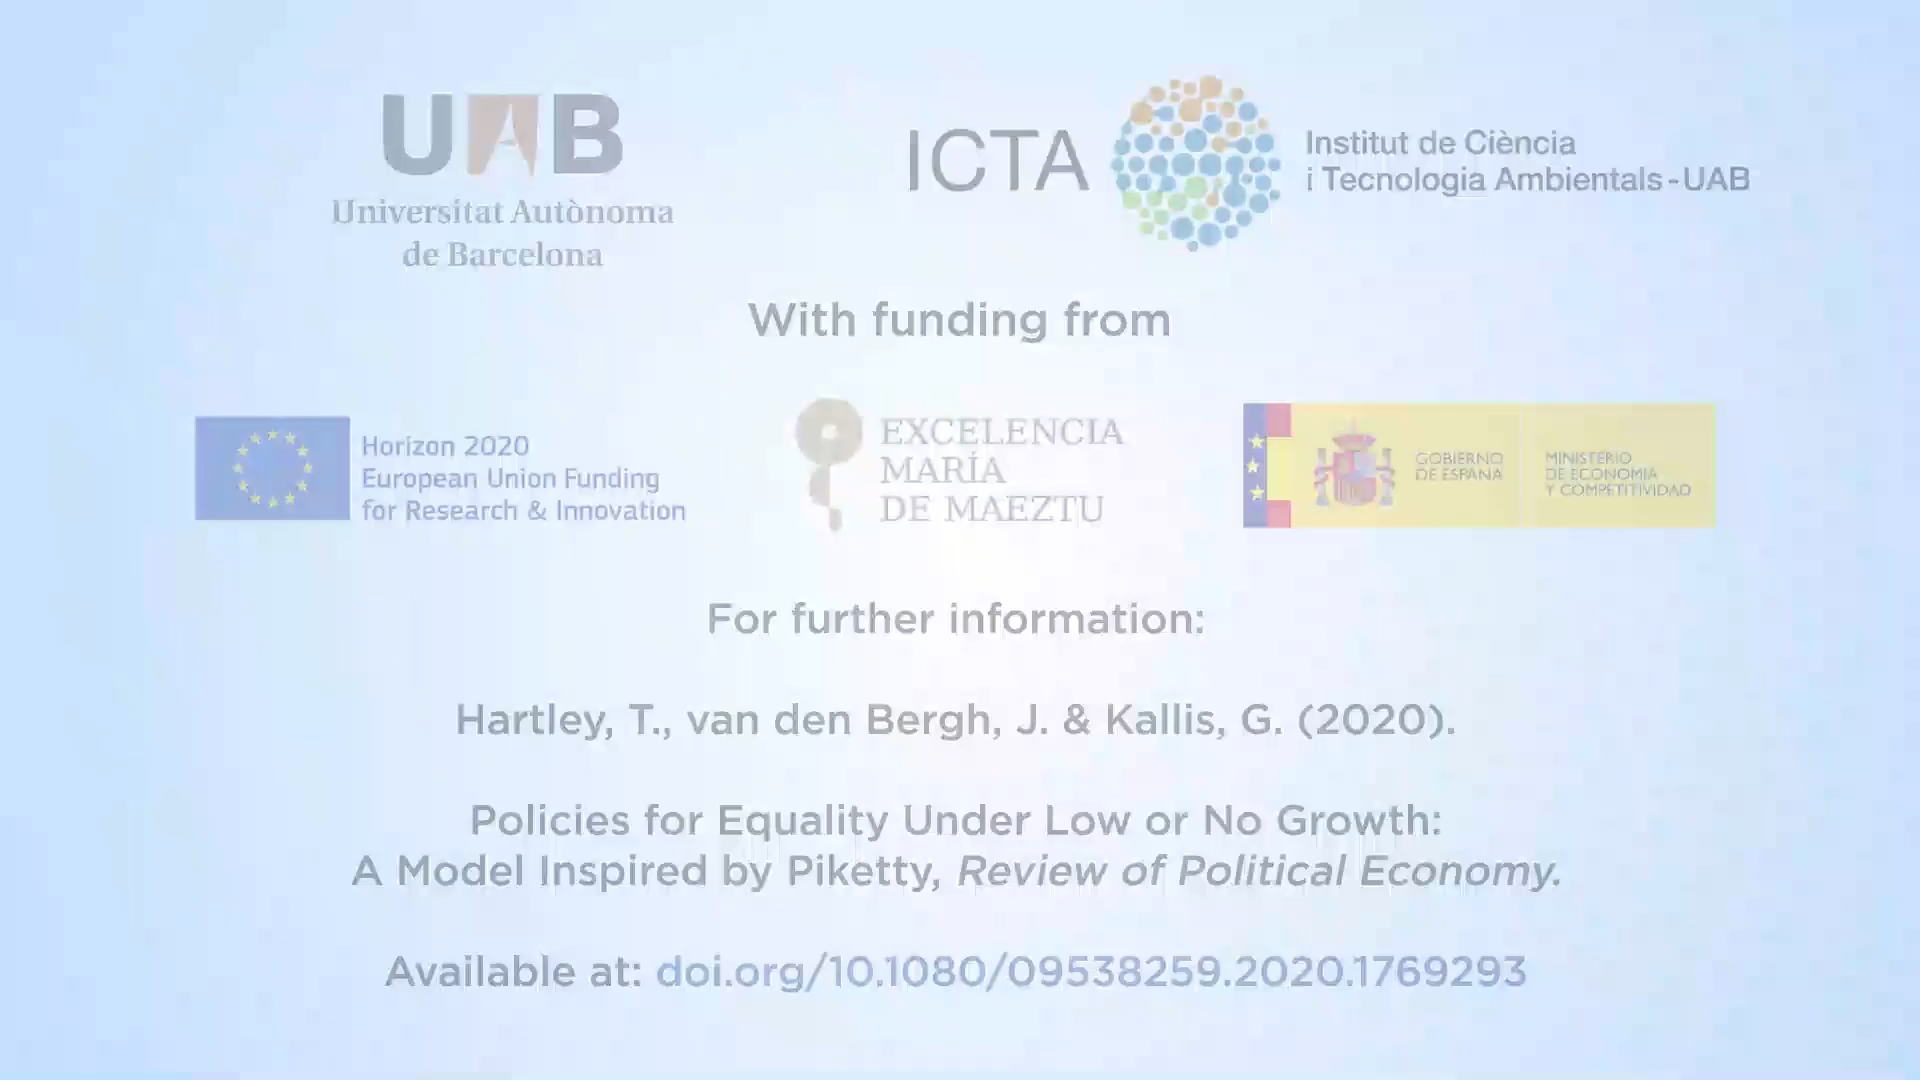 UAB
Universitat Autònoma
de Barcelona
ICTA
Institut de Ciència
i Tecnologia Ambientals-UAB
With funding from
Horizon 2020
European Union Funding
for Research & Innovation
EXCELENCIA
MARÍA
DE MAEZTU
GOBIERNO
DE ESPAÑA
MINISTERIO
DE ECONOMÍA
Y COMPETITIVIDAD
For further information:
Hartley, T., van den Bergh, J. & Kallis, G. (2020).
Policies for Equality Under Low or No Growth:
A Model Inspired by Piketty, Review of Political Economy.
Available at: doi.org/10.1080/09538259.2020.1769293